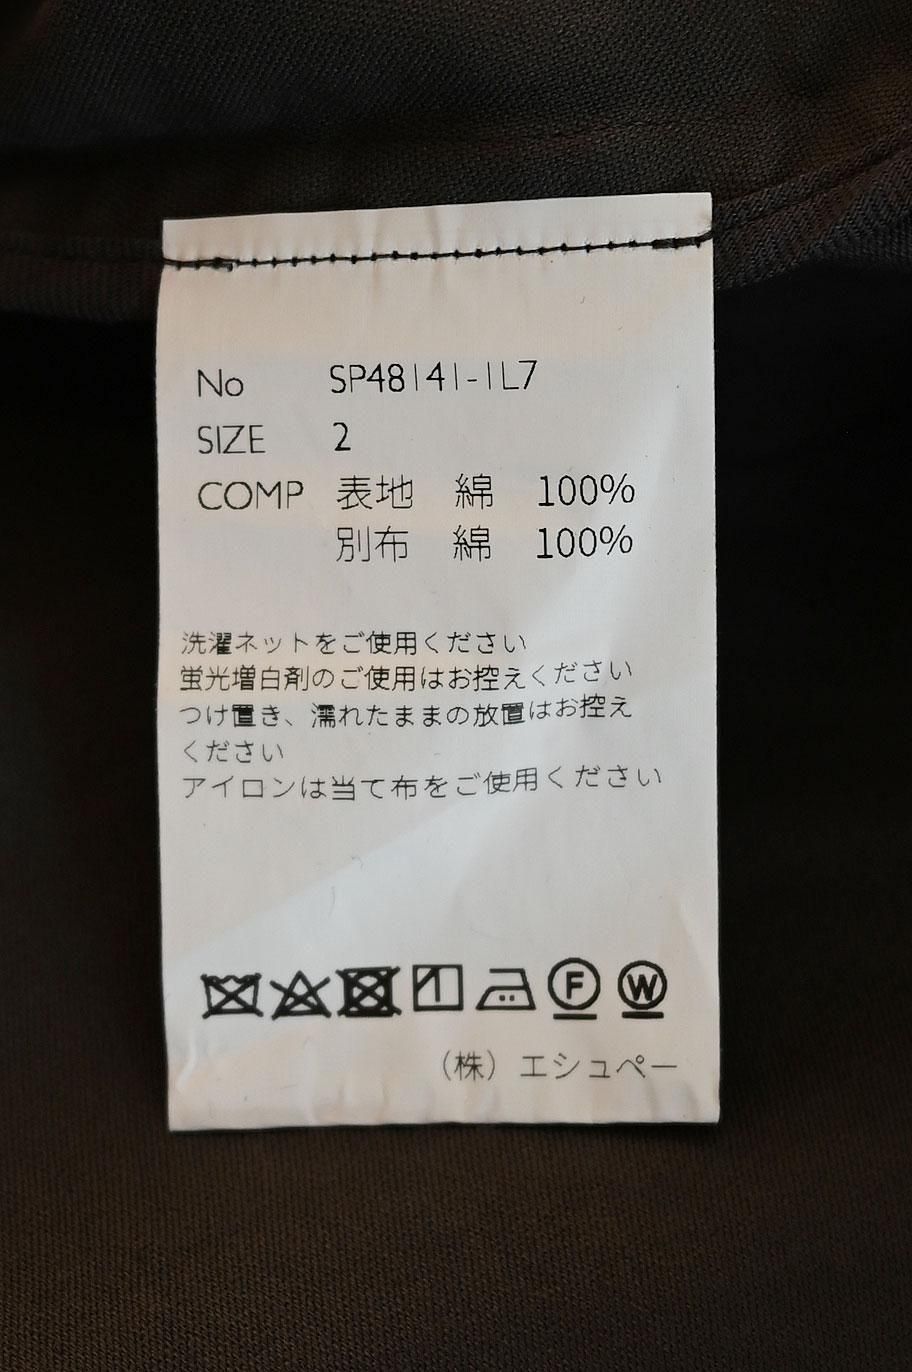 No SP48141-1L7
SIZE 2
COMP 表地 綿 100%
別布 綿 100%
洗濯ネットをご使用ください
蛍光増白剤のご使用はお控えください
つけ置き、濡れたままの放置はお控え
ください
アイロンは当て布をご使用ください
F W
(株) エシュペー